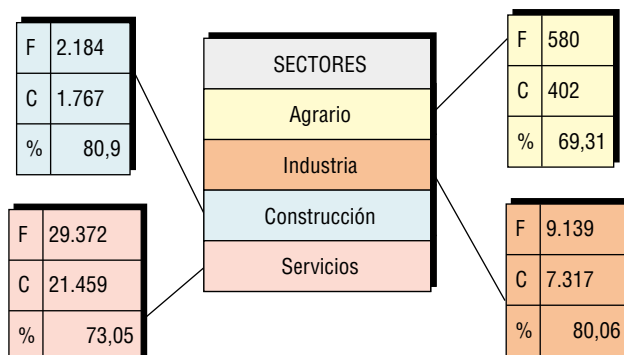 F 2.184
C 1.767
% 80,9
SECTORES
Agrario
Industria
Construcción
Servicios
F 580
C 402
% 69,31
F 29.372
C 21.459
% 73,05
F 9.139
C 7.317
% 80,06